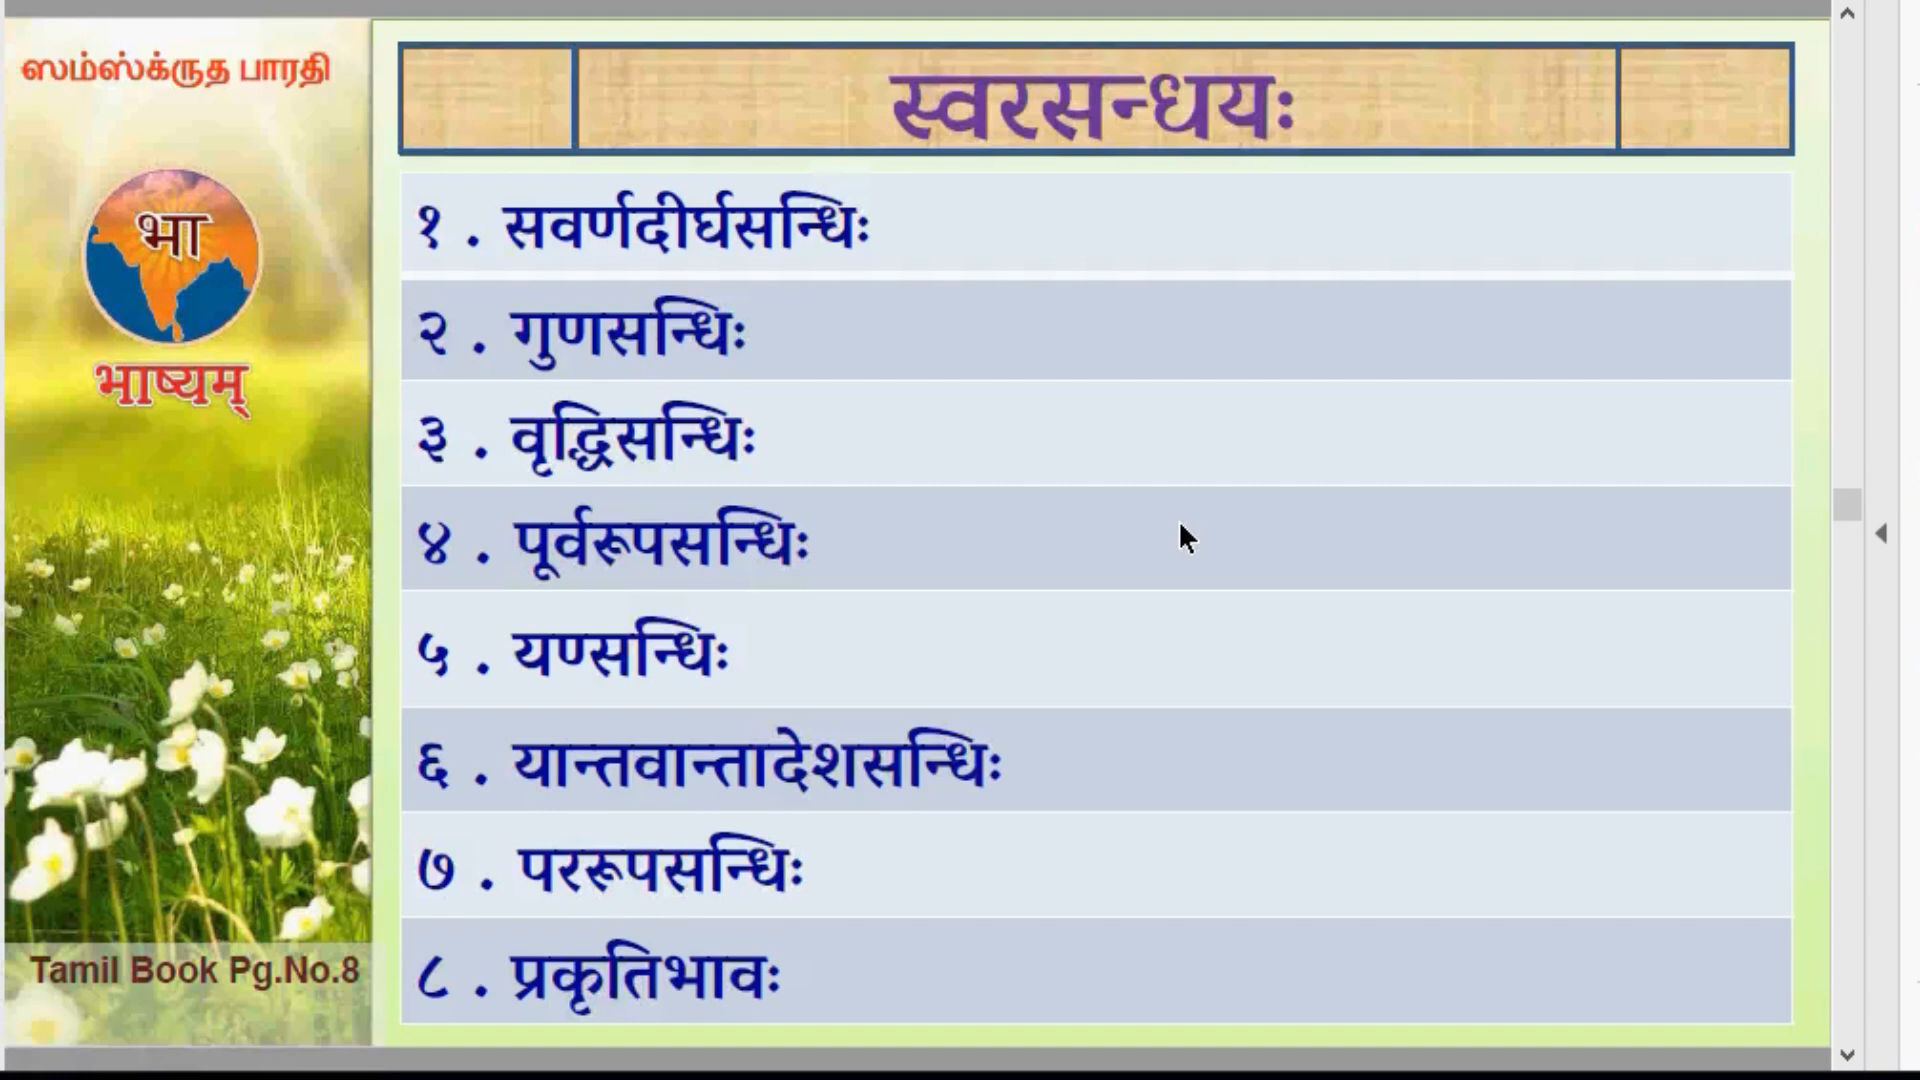 ஸம்ஸ்க்ருத பாரதி
भा
भाष्यम्
Tamil Book Pg.No.8
स्वरसन्धयः
१ . सवर्णदीर्घसन्धिः
२ . गुणसन्धिः
३ . वृद्धिसन्धिः
४ . पूर्वरूपसन्धिः
५ . यण्सन्धिः
६ . यान्तवान्तादेशसन्धिः
७ . पररूपसन्धिः
८ . प्रकृतिभावः